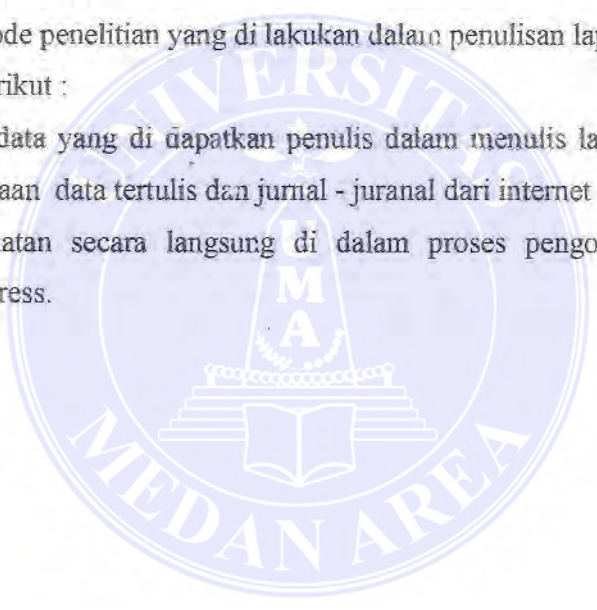 ode penelitian yang di lakukan dalam penulisan lap
rikut :
data yang di dapatkan penulis dalam menulis la
aan data tertulis dan jurnal - juranal dari internet
atan secara langsung di dalam proses pengo
ress.
UNIVERSITAS
UMA
MEDAN AREA